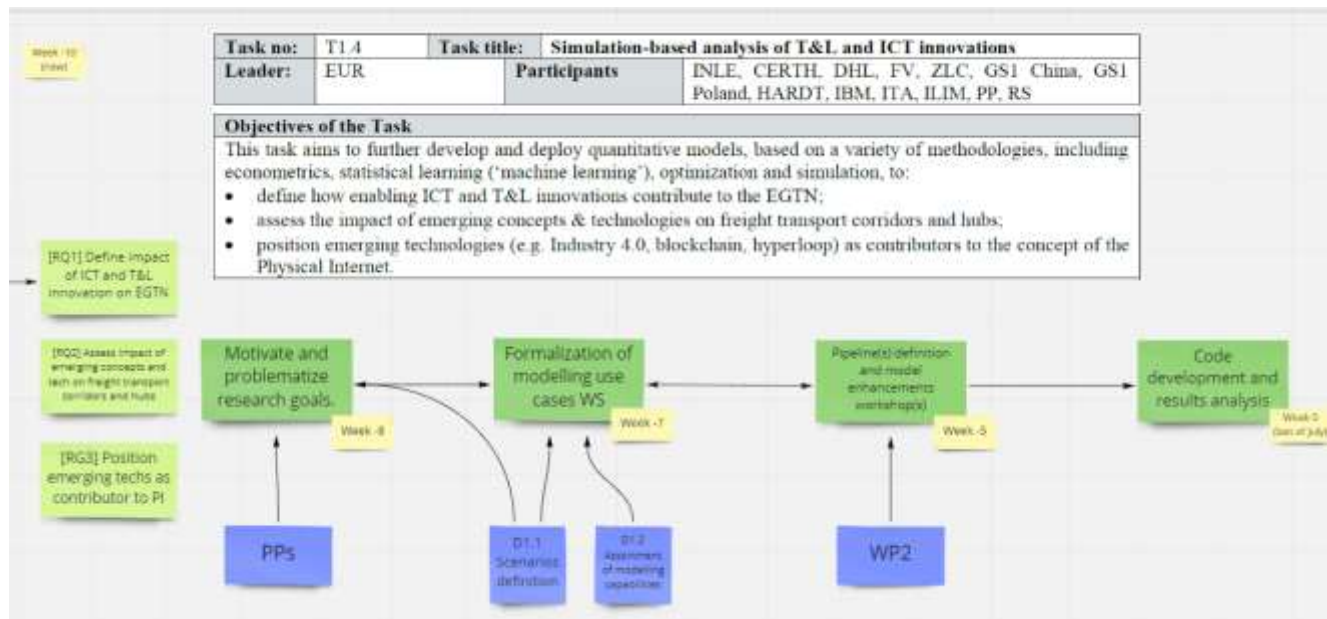 Week -10
(now)
Task no: T1.4 Task title: Simulation-based analysis of T&L and ICT innovations
Leader: EUR Participants INLE, CERTH, DHL, FV, ZLC, GS1 China, GS1
Poland, HARDT, IBM, ITA, ILIM, PP, RS
Objectives of the Task
This task aims to further develop and deploy quantitative models, based on a variety of methodologies, including
econometrics, statistical learning (‘machine learning’), optimization and simulation, to:
• define how enabling ICT and T&L innovations contribute to the EGTN;
• assess the impact of emerging concepts & technologies on freight transport corridors and hubs;
• position emerging technologies (e.g. Industry 4.0, blockchain, hyperloop) as contributors to the concept of the
Physical Internet.
[RQ1] Define impact
of ICT and T&L
innovation on EGTN
[RQ2] Assess impact of
emerging concepts and
tech on freight transport
corridors and hubs
[RG3] Position
emerging techs as
contributor to PI
Motivate and
problematize
research goals.
Week -8
Formalization of
modelling use
cases WS
Week -7
Pipeline(s) definition
and model
enhancements
workshop(s)
Week -5
Code
development and
results analysis
Week 0
of July)
PPs
D1.1
Scenarios
definition
D1.2
Assessment
of modelling
capabilities
WP2